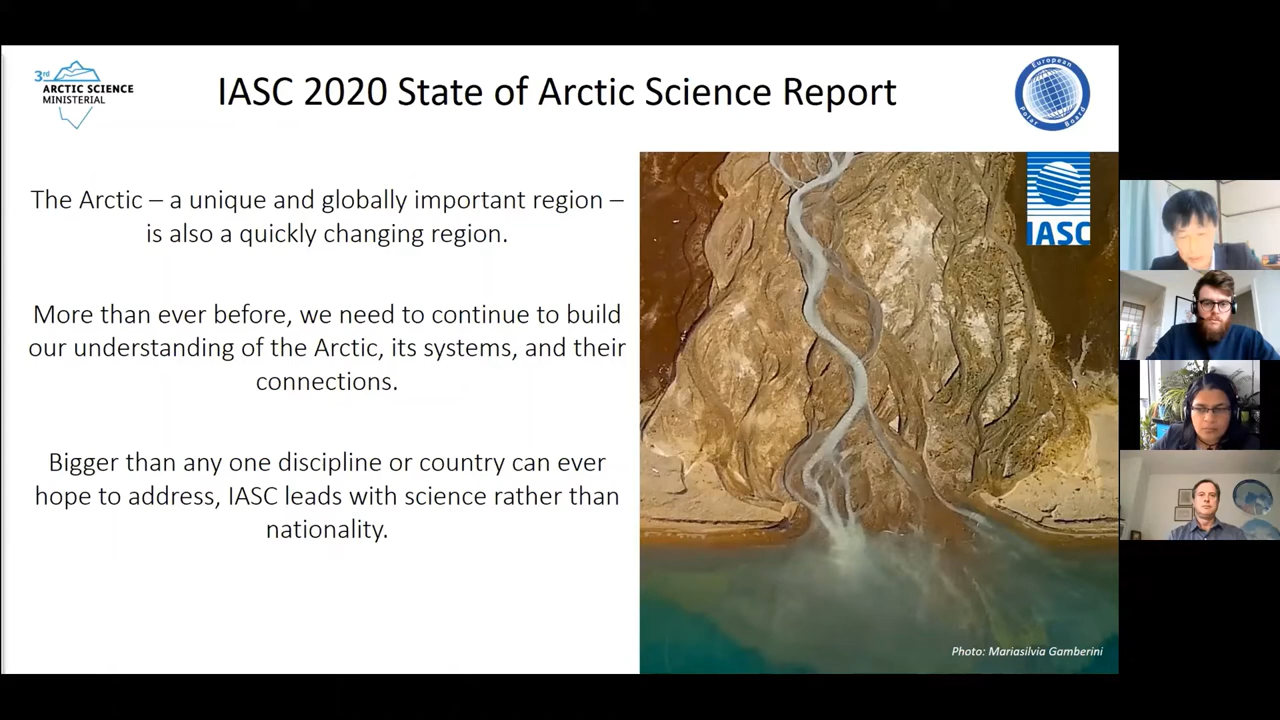 3rd
ARCTIC SCIENCE
MINISTERIAL
IASC 2020 State of Arctic Science Report
European
Polar Board
The Arctic – a unique and globally important region –
is also a quickly changing region.
More than ever before, we need to continue to build
our understanding of the Arctic, its systems, and their
connections.
Bigger than any one discipline or country can ever
hope to address, IASC leads with science rather than
nationality.
IASC
Photo: Mariasilvia Gamberini